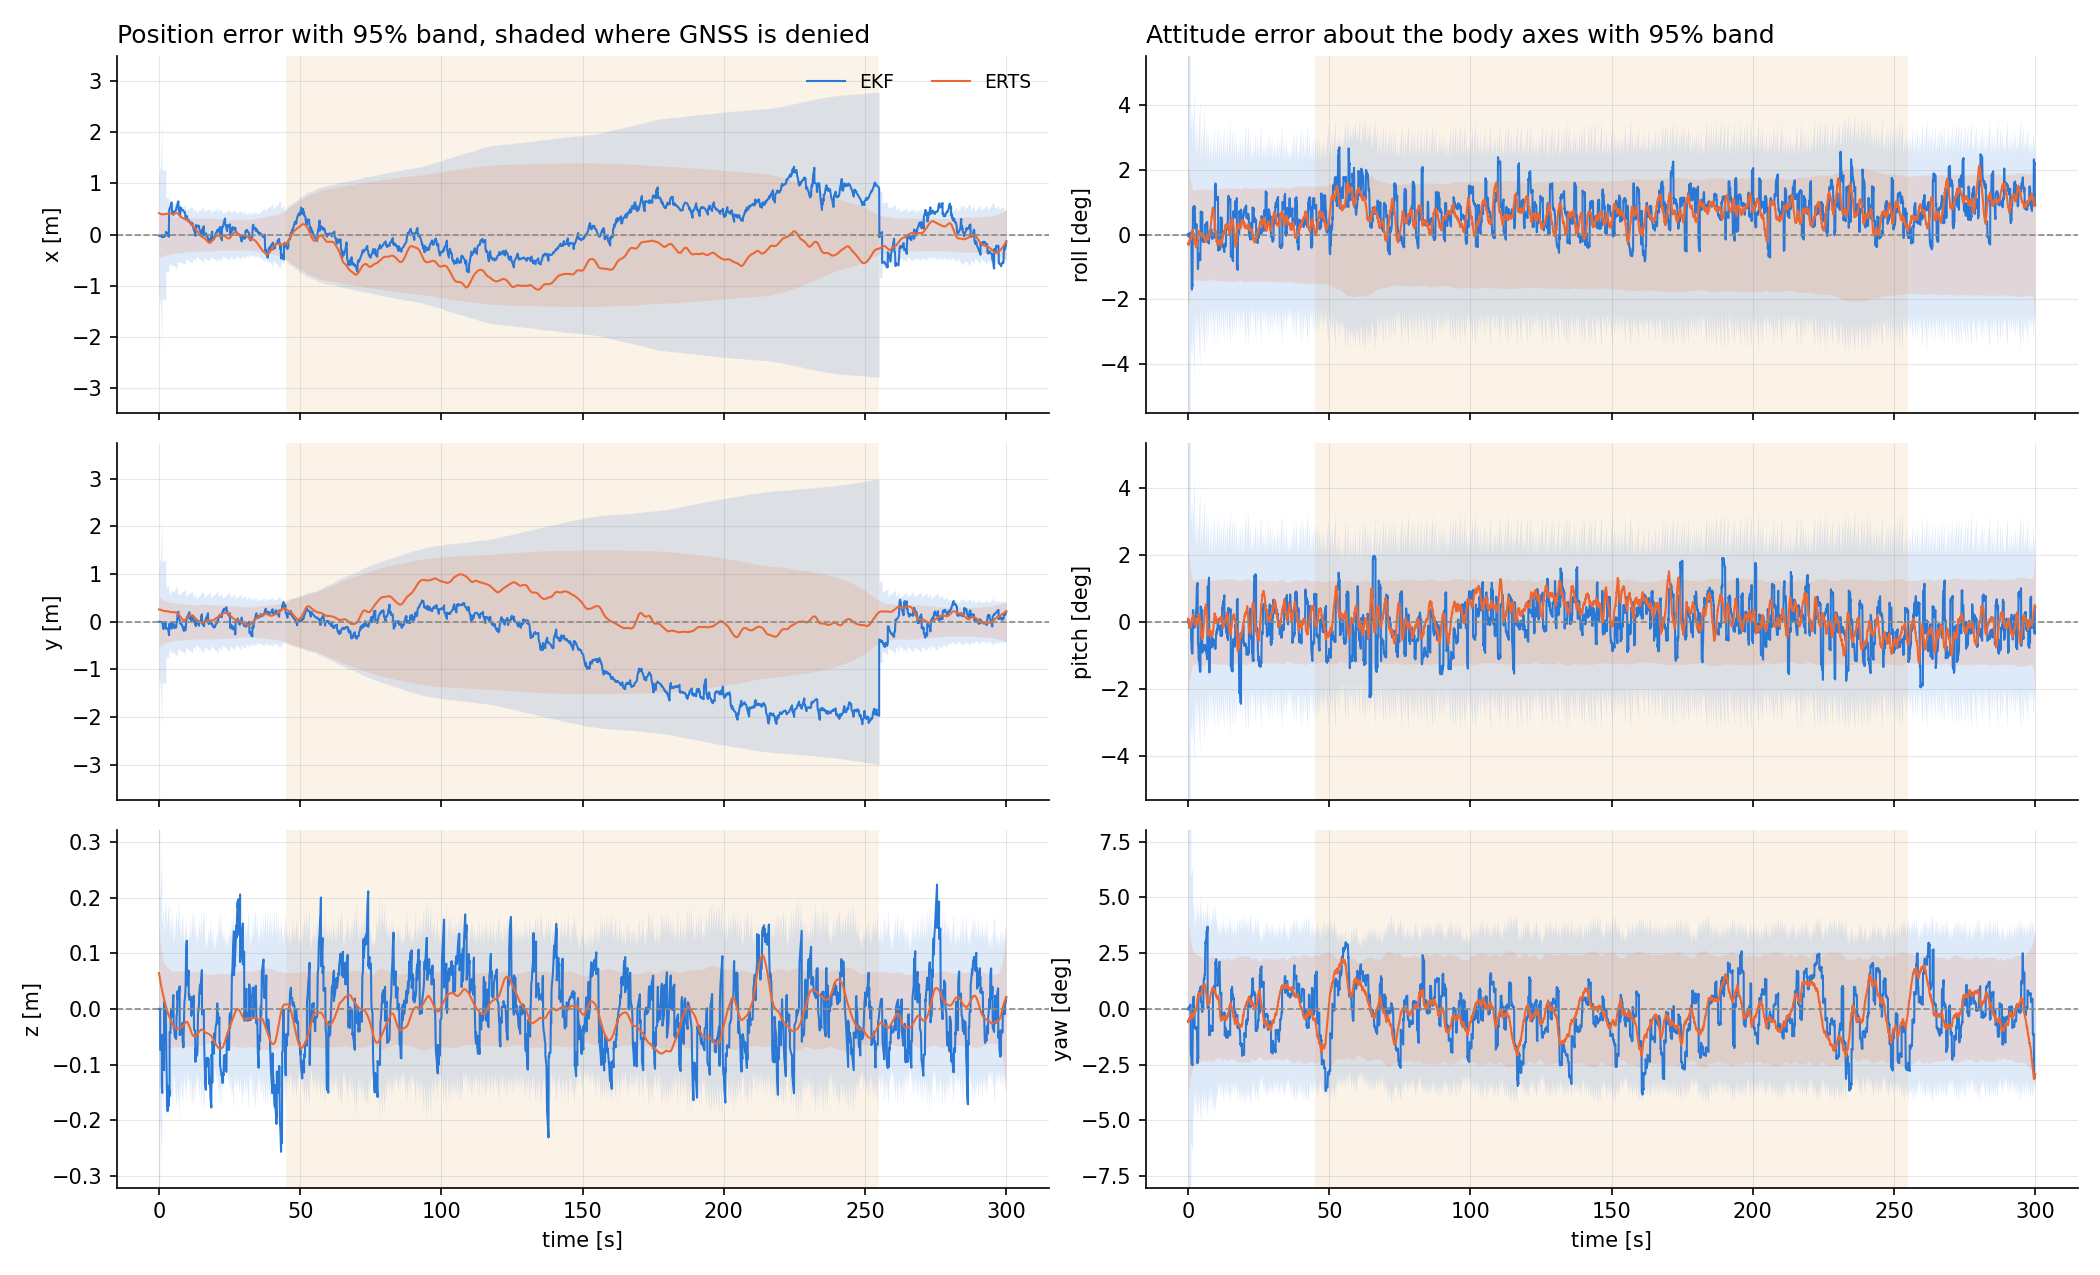 Position error with 95% band, shaded where GNSS is denied
EKF ERTS
3
2
1
0
−1
−2
−3
x [m]
Attitude error about the body axes with 95% band
4
2
0
−2
−4
roll [deg]
3
2
1
0
−1
−2
−3
y [m]
4
2
0
−2
−4
pitch [deg]
0.3
0.2
0.1
0.0
−0.1
−0.2
−0.3
z [m]
0 50 100 150 200 250 300
time [s]
7.5
5.0
2.5
0.0
−2.5
−5.0
−7.5
yaw [deg]
0 50 100 150 200 250 300
time [s]